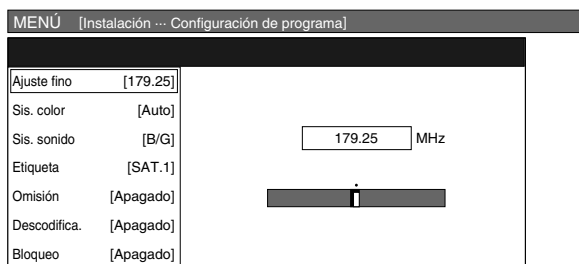 MENÚ [Instalación ··· Configuración de programa]
Ajuste fino [179.25]
Sis. color [Auto]
Sis. sonido [B/G]
179.25 MHz
Etiqueta [SAT.1]
Omisión [Apagado]
Descodifica. [Apagado]
Bloqueo [Apagado]